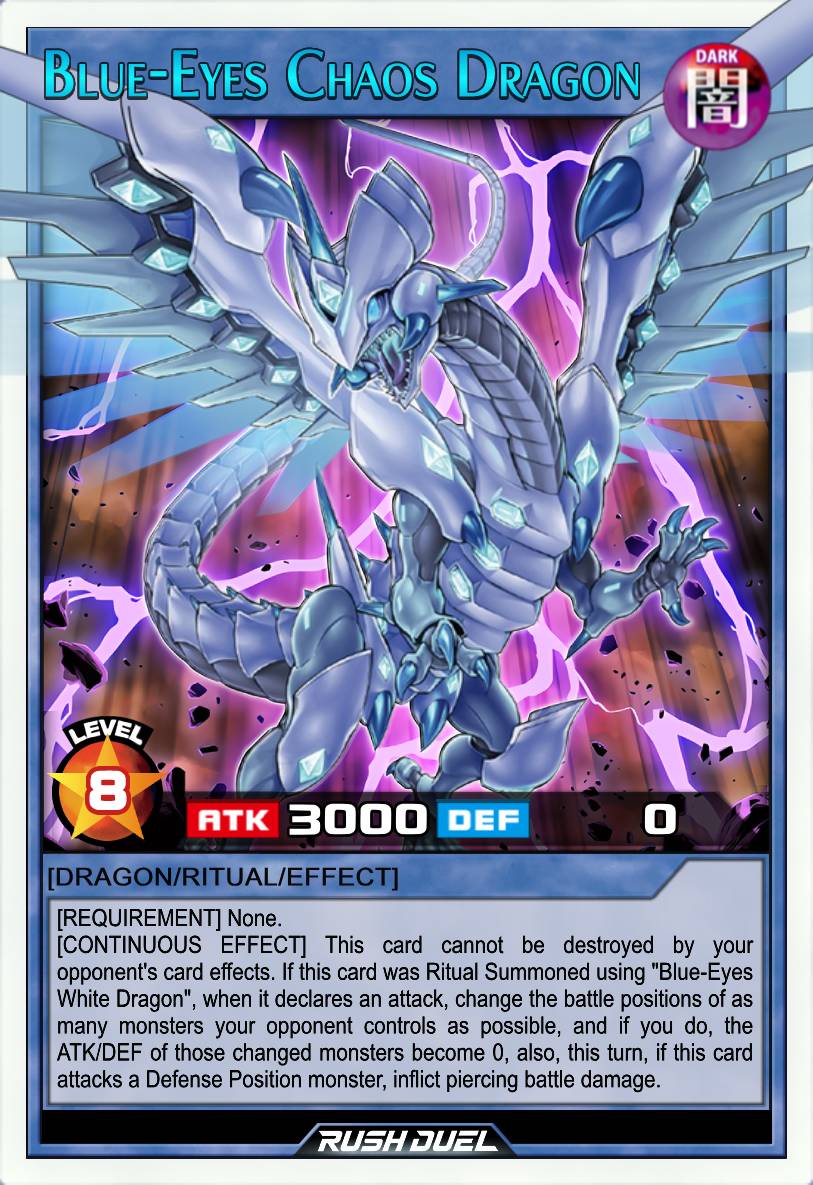 Blue-Eyes Chaos Dragon
DARK
闇
LEVEL
8
ATK 3000 DEF 0
[DRAGON/RITUAL/EFFECT]
[REQUIREMENT] None.
[CONTINUOUS EFFECT] This card cannot be destroyed by your
opponent's card effects. If this card was Ritual Summoned using "Blue-Eyes
White Dragon", when it declares an attack, change the battle positions of as
many monsters your opponent controls as possible, and if you do, the
ATK/DEF of those changed monsters become 0, also, this turn, if this card
attacks a Defense Position monster, inflict piercing battle damage.
RUSH DUEL